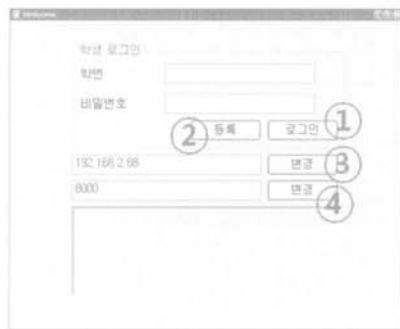 Welcome
학생 로그인
학번
비밀번호
② 등록 로그인 ①
192.168.2.88 변경 ③
8000 변경 ④